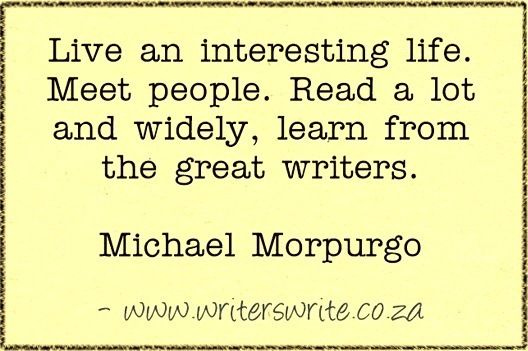 Live an interesting life.
Meet people. Read a lot
and widely, learn from
the great writers.
Michael Morpurgo
- www.writerswrite.co.za